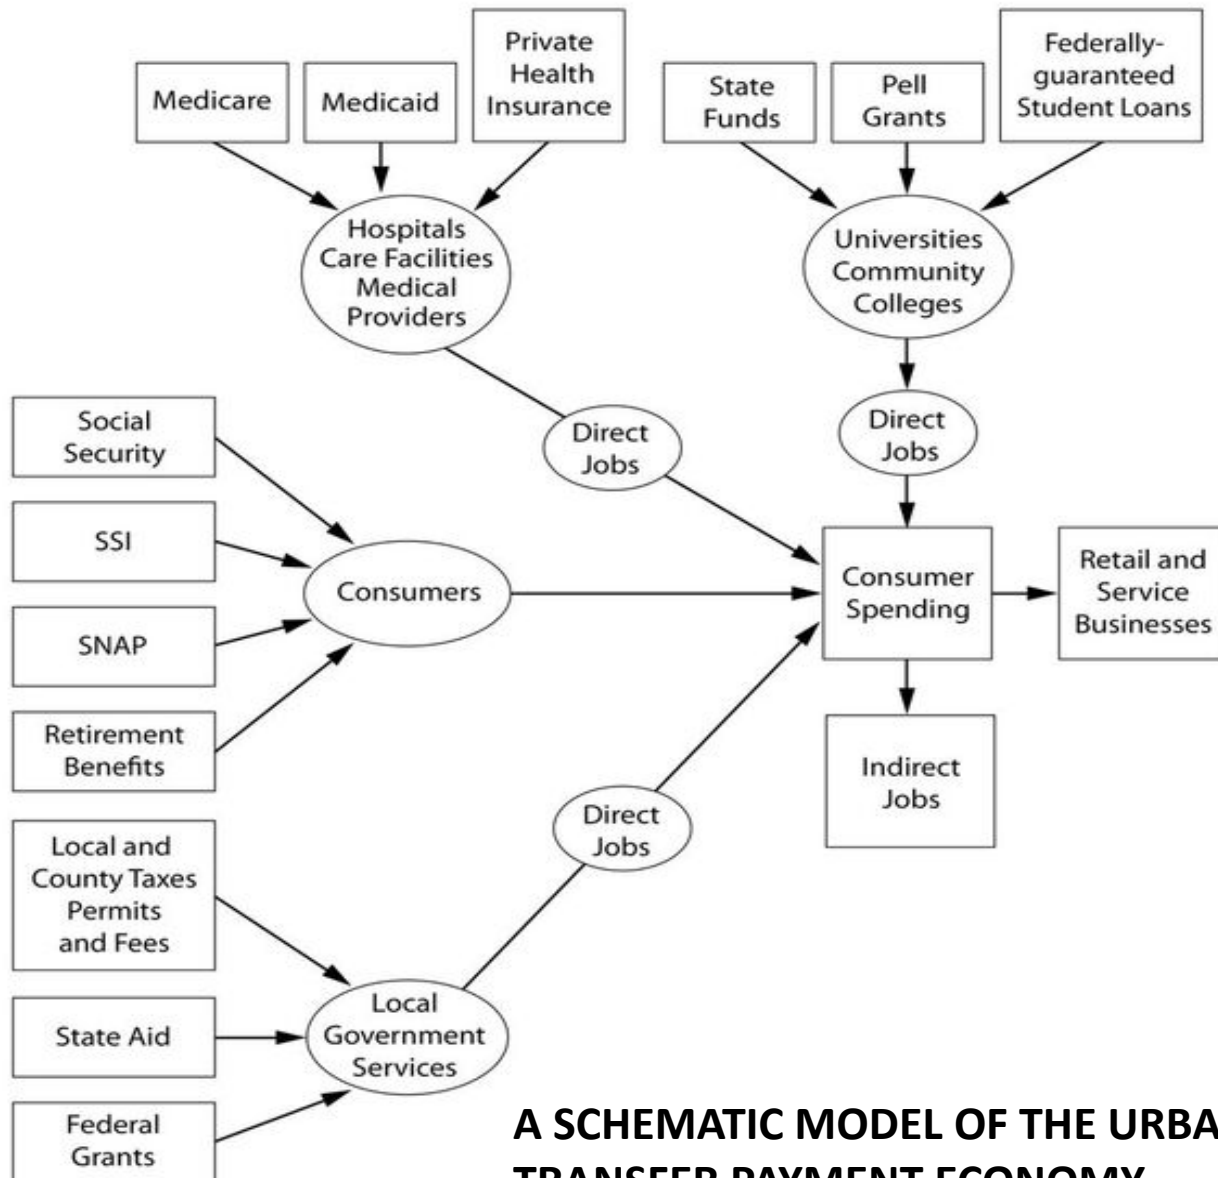 Medicare
Medicaid
Private
Health
Insurance
State
Funds
Pell
Grants
Federally-
guaranteed
Student Loans
Hospitals
Care Facilities
Medical
Providers
Universities
Community
Colleges
Direct
Jobs
Direct
Jobs
Social
Security
SSI
SNAP
Retirement
Benefits
Consumers
Consumer
Spending
Retail and
Service
Businesses
Indirect
Jobs
Direct
Jobs
Local and
County Taxes
Permits
and Fees
State Aid
Federal
Grants
Local
Government
Services
A SCHEMATIC MODEL OF THE URBA
TRANSFER PAYMENT ECONOMY